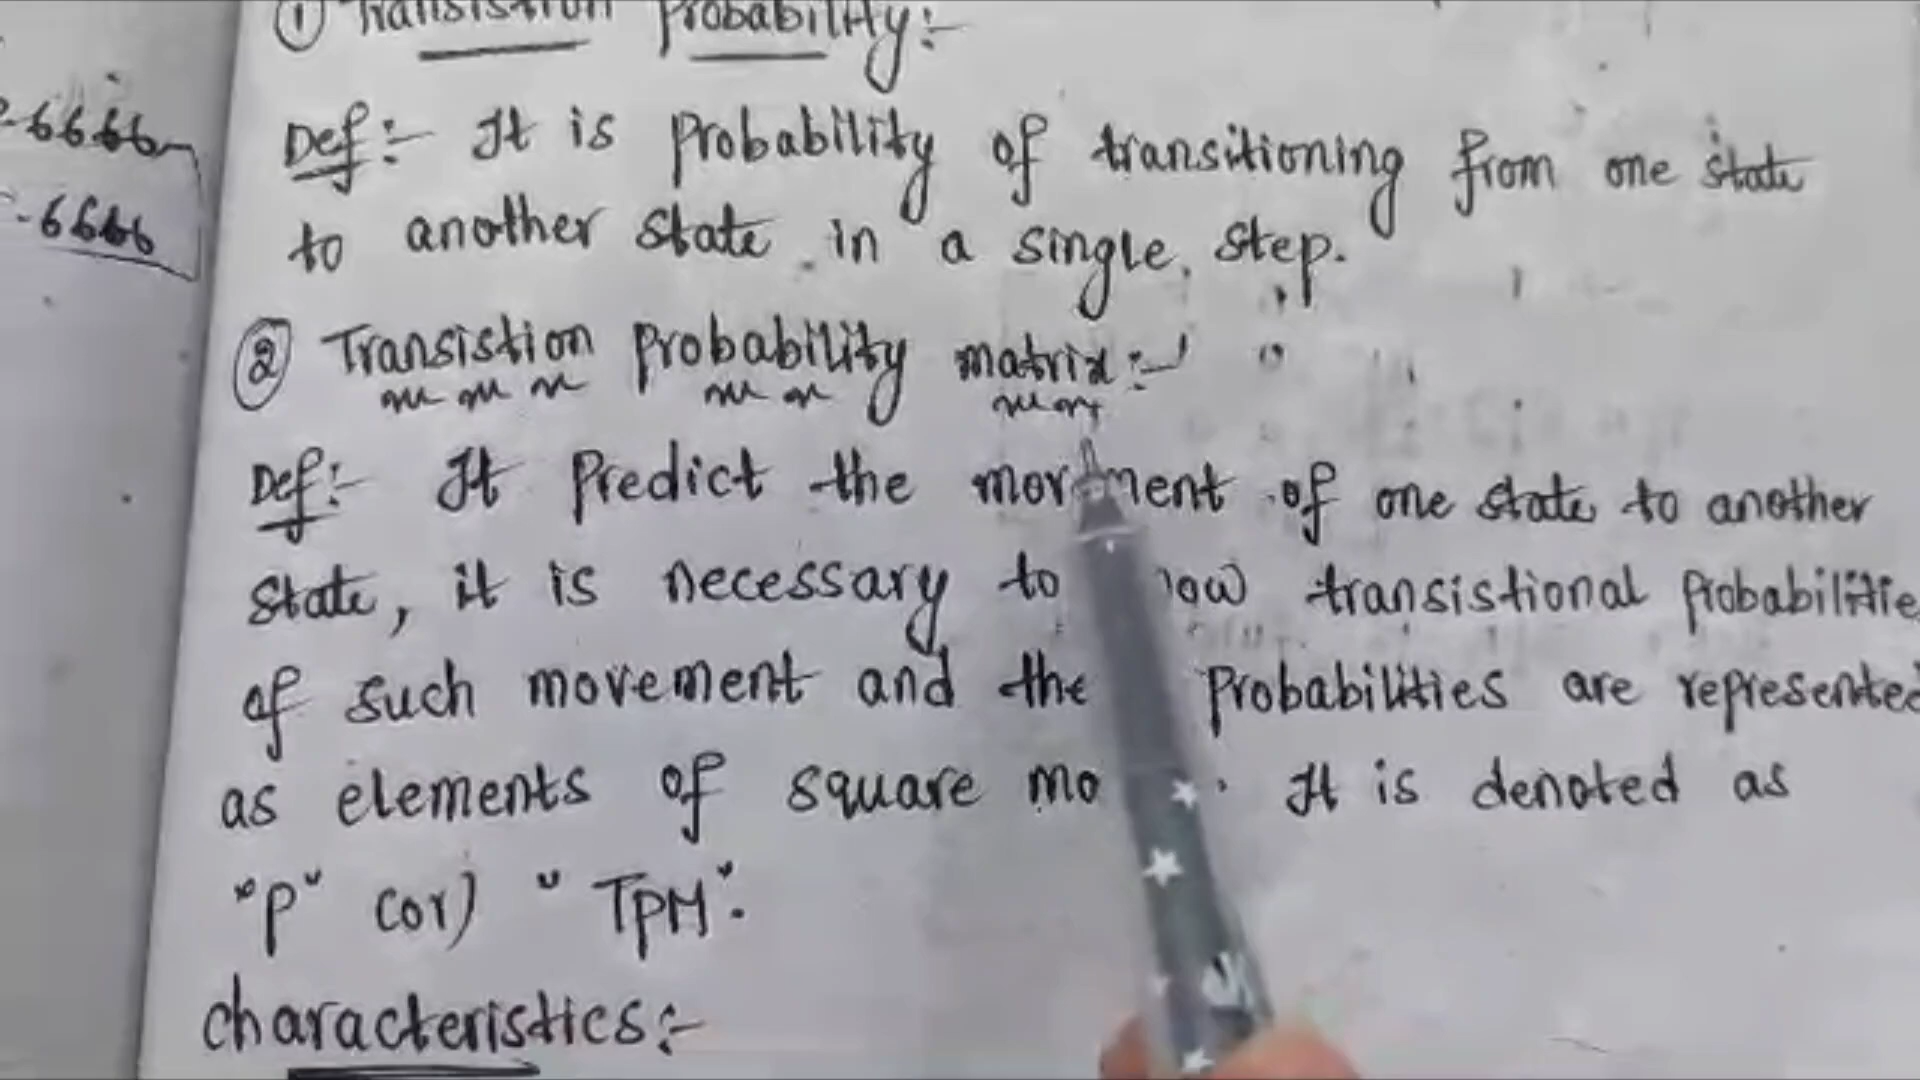 ① Transistion Probability:-
-6666
Def:- It is Probability of transitioning from one state
-6666
to another state in a single step.
② Transistion probability matrix:-
Def:- It Predict the of one state to another
state, it is necessary to transistional probabilitie
of such movement and the probabilities are represented
as elements of square It is denoted as
"p" (or) "TPM".
characteristics:-